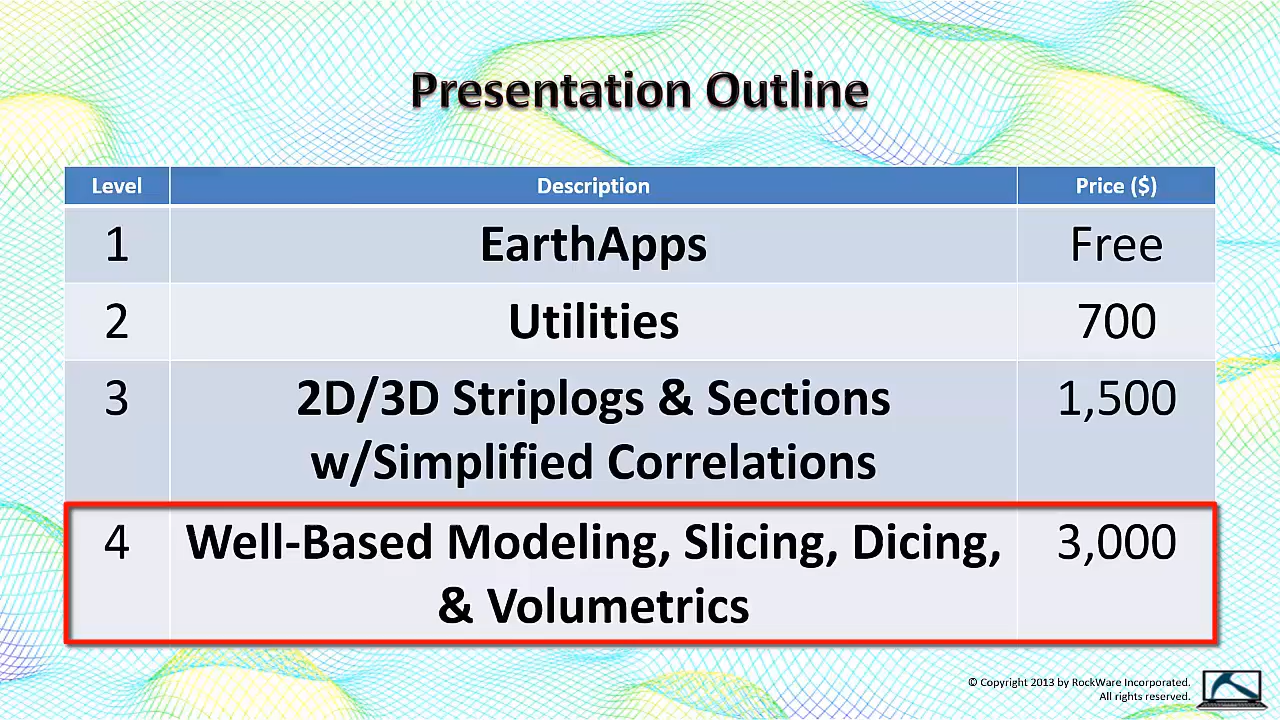 Presentation Outline
Level Description Price ($)
1 EarthApps Free
2 Utilities 700
3 2D/3D Striplogs & Sections 1,500
w/Simplified Correlations
4 Well-Based Modeling, Slicing, Dicing, 3,000
& Volumetrics
© Copyright 2013 by RockWare Incorporated.
All rights reserved.